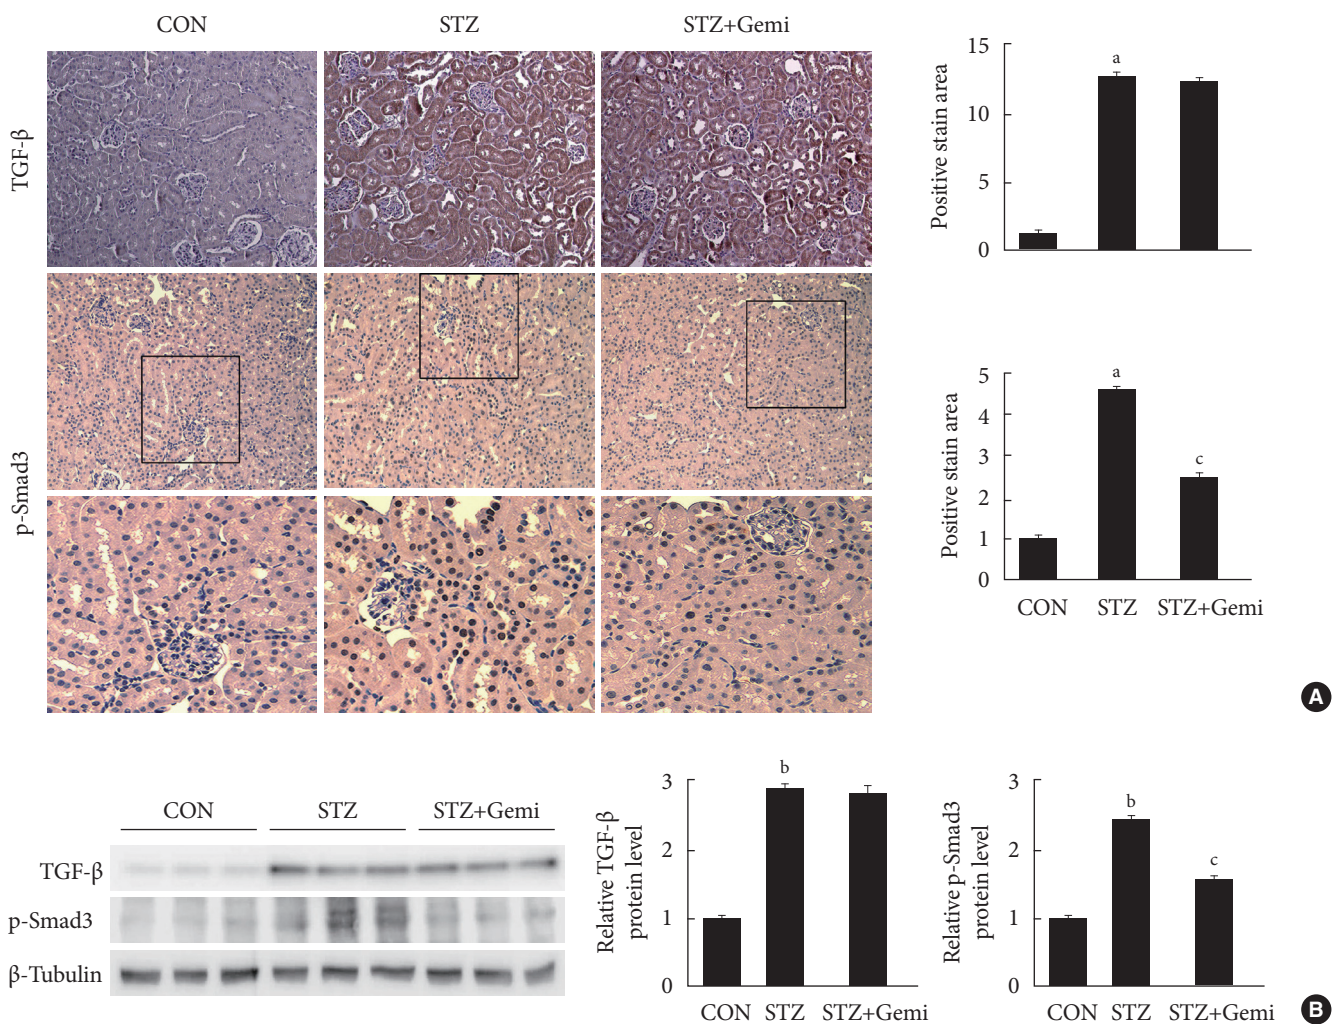 CON STZ STZ+Gemi
TGF-β
p-Smad3
Positive stain area
15
10
5
0
a
Positive stain area
5
4
3
2
1
0
a
c
CON STZ STZ+Gemi
A
CON STZ STZ+Gemi
TGF-β
p-Smad3
β-Tubulin
Relative TGF-β
protein level
3
2
1
0
b
CON STZ STZ+Gemi
Relative p-Smad3
protein level
3
2
1
0
b
c
CON STZ STZ+Gemi
B